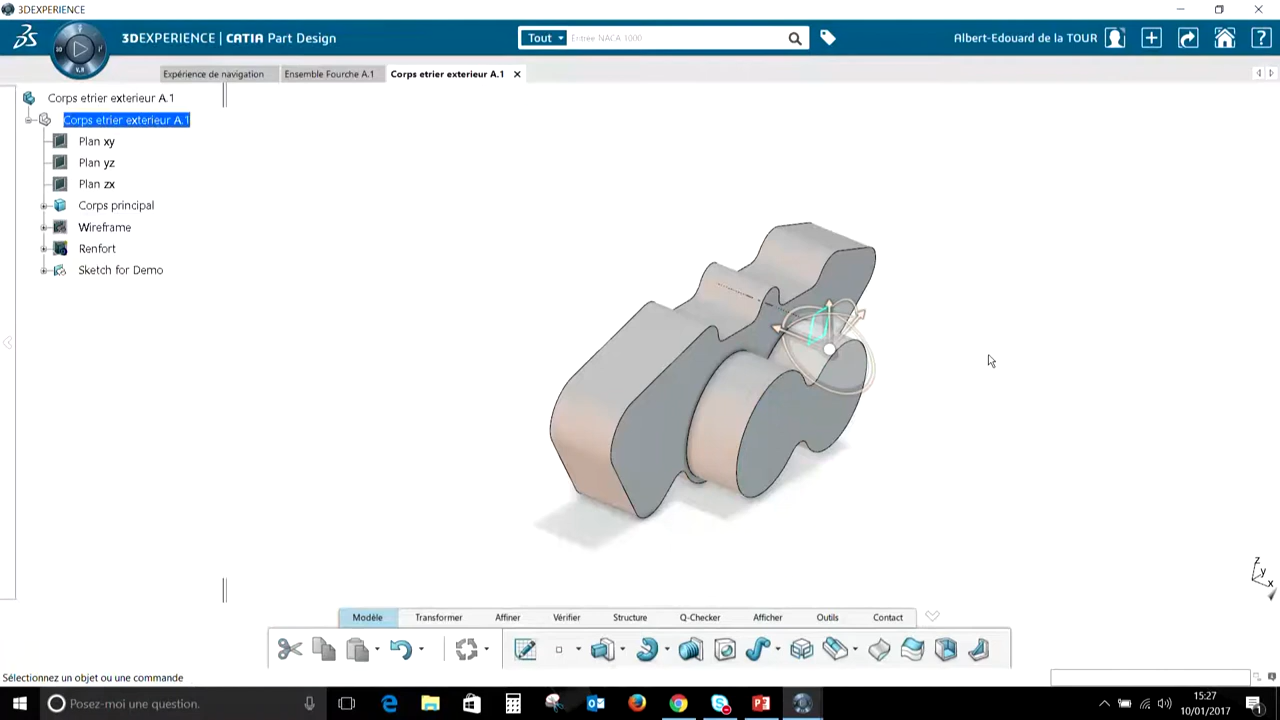 3DEXPERIENCE
3DEXPERIENCE | CATIA Part Design
Tout
Entrée NACA 1000
Albert-Edouard de la TOUR
Expérience de navigation
Ensemble Fourche A.1
Corps etrier exterieur A.1
Corps etrier exterieur A.1
Corps etrier exterieur A.1
Plan xy
Plan yz
Plan zx
Corps principal
Wireframe
Renfort
Sketch for Demo
z
y
x
Modèle
Transformer
Affiner
Vérifier
Structure
Q-Checker
Afficher
Outils
Contact
Sélectionnez un objet ou une commande
Posez-moi une question.
15:27
10/01/2017